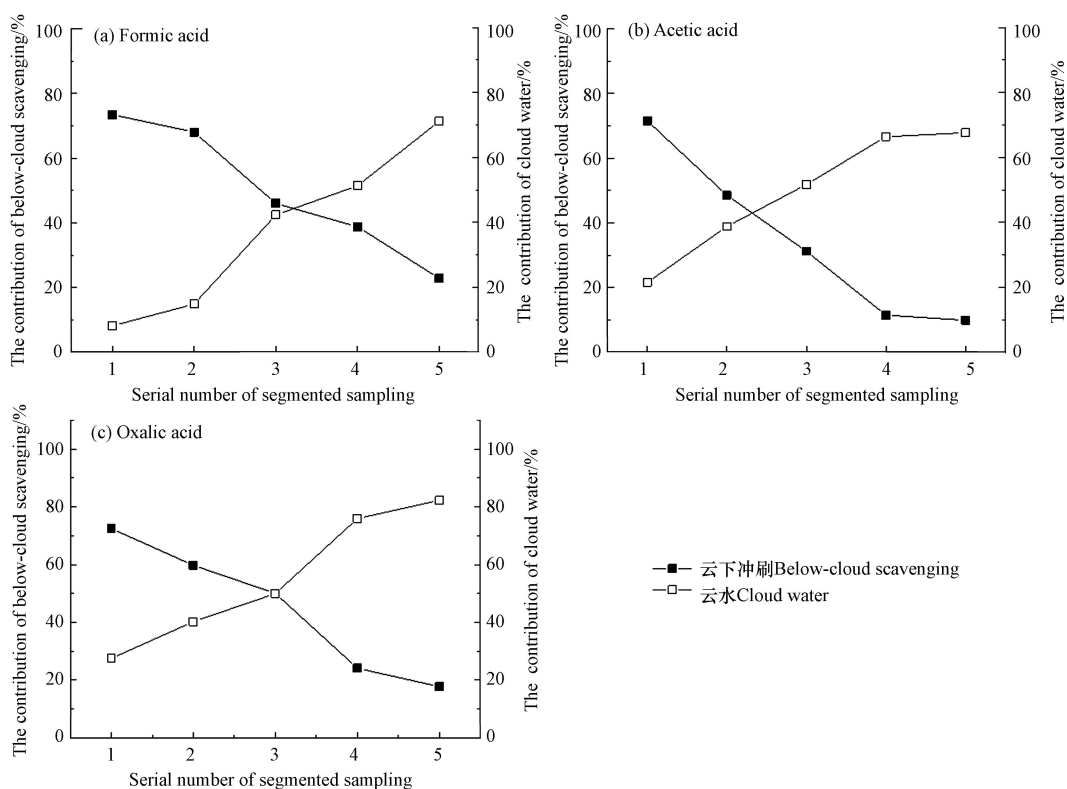 (a) Formic acid
The contribution of below-cloud scavenging/%
100
80
60
40
20
0
1 2 3 4 5
Serial number of segmented sampling
100
80
60
40
20
0
The contribution of cloud water/%
(b) Acetic acid
The contribution of below-cloud scavenging/%
100
80
60
40
20
0
1 2 3 4 5
Serial number of segmented sampling
100
80
60
40
20
0
The contribution of cloud water/%
(c) Oxalic acid
The contribution of below-cloud scavenging/%
100
80
60
40
20
0
1 2 3 4 5
Serial number of segmented sampling
100
80
60
40
20
0
The contribution of cloud water/%
云下冲刷Below-cloud scavenging
云水Cloud water